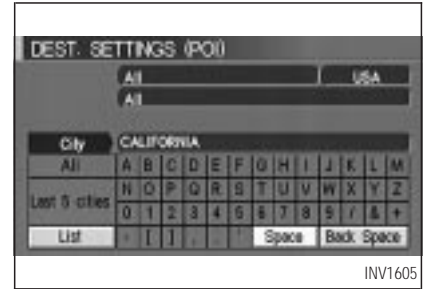 DEST. SETTINGS (POI)
All USA
All
City CALIFORNIA
All A B C D E F G H I J K L M
Last 5 cities N O P Q R S T U V W X Y Z
0 1 2 3 4 5 6 7 8 9 / & +
List - [ ] , . ' Space Back Space
INV1605